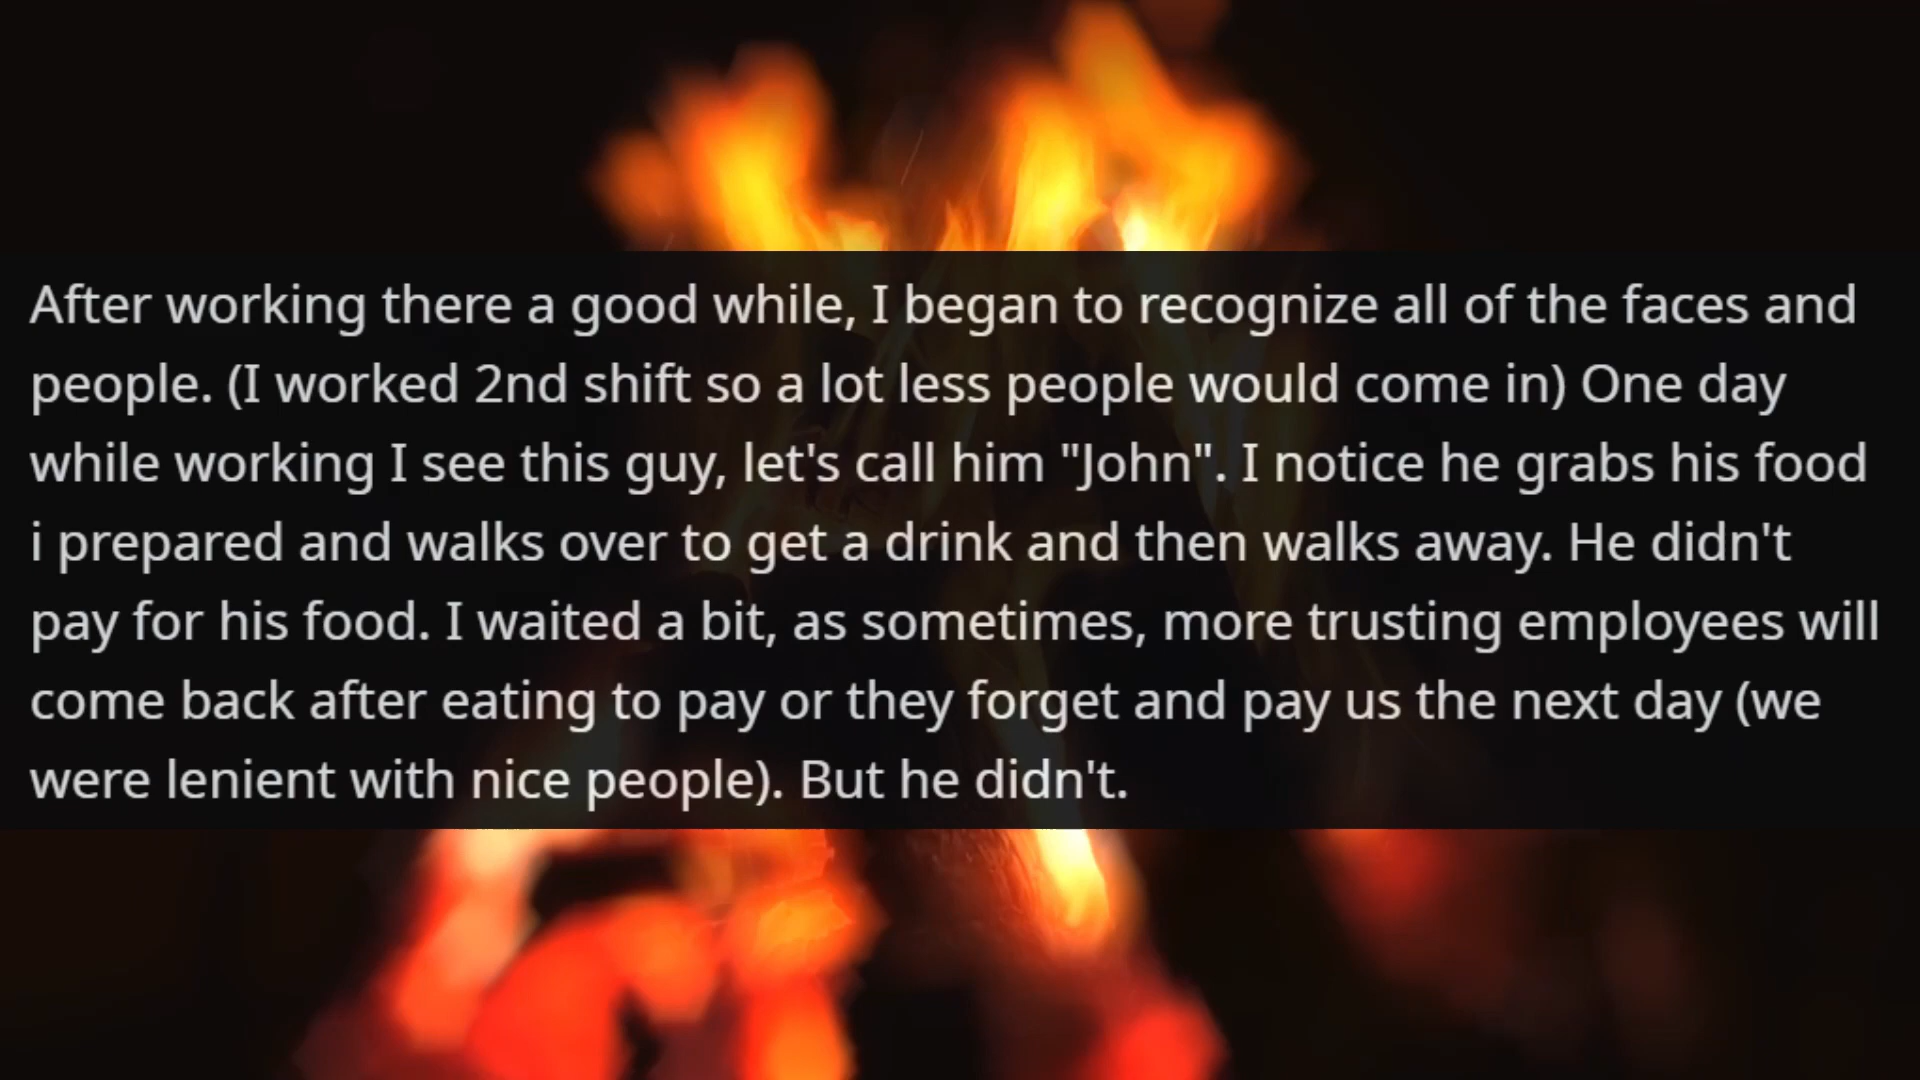 After working there a good while, I began to recognize all of the faces and
people. (I worked 2nd shift so a lot less people would come in) One day
while working I see this guy, let's call him "John". I notice he grabs his food
i prepared and walks over to get a drink and then walks away. He didn't
pay for his food. I waited a bit, as sometimes, more trusting employees will
come back after eating to pay or they forget and pay us the next day (we
were lenient with nice people). But he didn't.